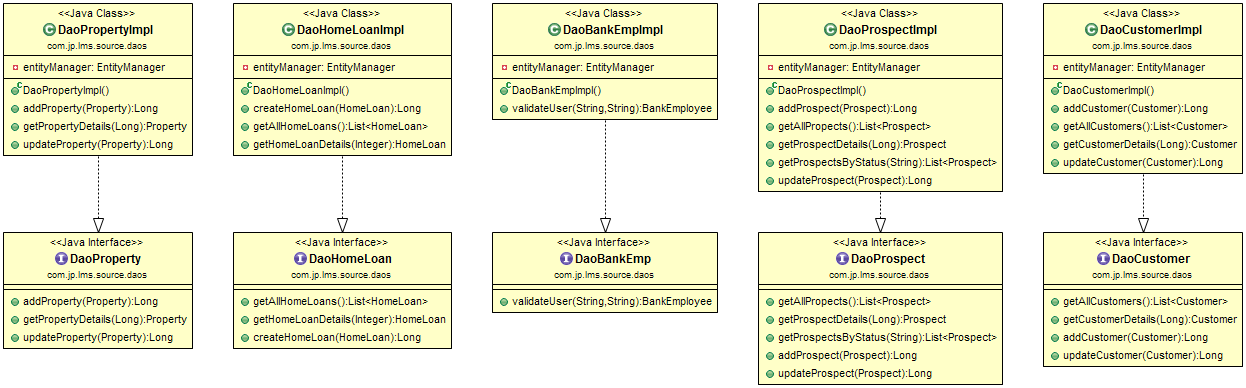 <<Java Class>>
DaoPropertyImpl
com.jp.lms.source.daos
entityManager: EntityManager
DaoPropertyImpl()
addProperty(Property):Long
getPropertyDetails(Long):Property
updateProperty(Property):Long
<<Java Class>>
DaoHomeLoanImpl
com.jp.lms.source.daos
entityManager: EntityManager
DaoHomeLoanImpl()
createHomeLoan(HomeLoan):Long
getAllHomeLoans():List<HomeLoan>
getHomeLoanDetails(Integer):HomeLoan
<<Java Class>>
DaoBankEmpImpl
com.jp.lms.source.daos
entityManager: EntityManager
DaoBankEmpImpl()
validateUser(String,String):BankEmployee
<<Java Class>>
DaoProspectImpl
com.jp.lms.source.daos
entityManager: EntityManager
DaoProspectImpl()
addProspect(Prospect):Long
getAllPropects():List<Prospect>
getProspectDetails(Long):Prospect
getProspectsByStatus(String):List<Prospect>
updateProspect(Prospect):Long
<<Java Class>>
DaoCustomerImpl
com.jp.lms.source.daos
entityManager: EntityManager
DaoCustomerImpl()
addCustomer(Customer):Long
getAllCustomers():List<Customer>
getCustomerDetails(Long):Customer
updateCustomer(Customer):Long
<<Java Interface>>
DaoProperty
com.jp.lms.source.daos
addProperty(Property):Long
getPropertyDetails(Long):Property
updateProperty(Property):Long
<<Java Interface>>
DaoHomeLoan
com.jp.lms.source.daos
getAllHomeLoans():List<HomeLoan>
getHomeLoanDetails(Integer):HomeLoan
createHomeLoan(HomeLoan):Long
<<Java Interface>>
DaoBankEmp
com.jp.lms.source.daos
validateUser(String,String):BankEmployee
<<Java Interface>>
DaoProspect
com.jp.lms.source.daos
getAllPropects():List<Prospect>
getProspectDetails(Long):Prospect
getProspectsByStatus(String):List<Prospect>
addProspect(Prospect):Long
updateProspect(Prospect):Long
<<Java Interface>>
DaoCustomer
com.jp.lms.source.daos
getAllCustomers():List<Customer>
getCustomerDetails(Long):Customer
addCustomer(Customer):Long
updateCustomer(Customer):Long